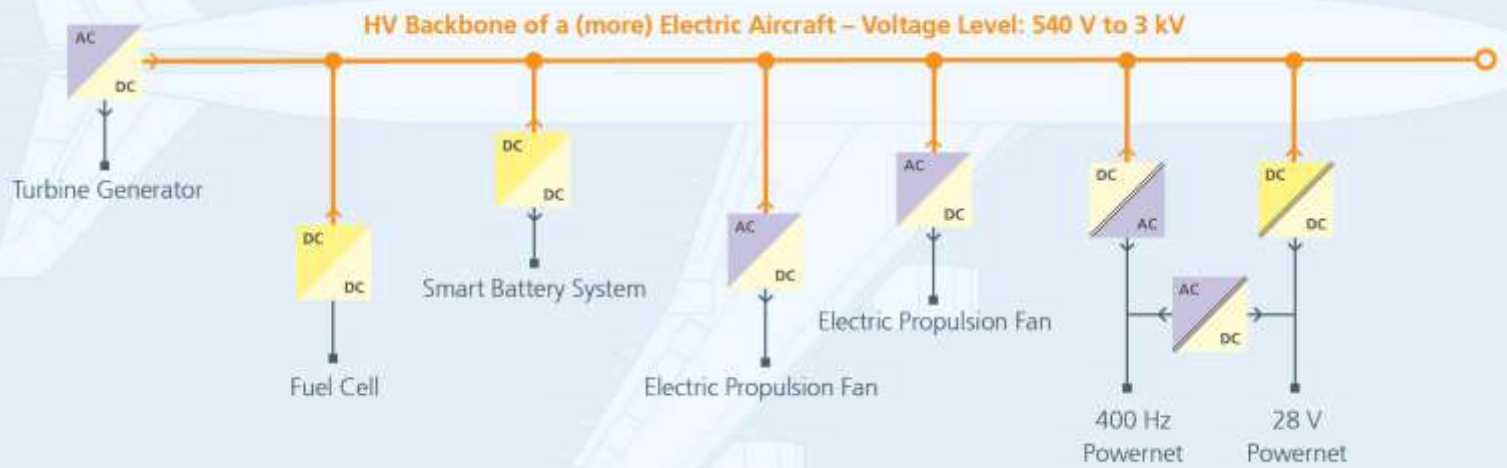 HV Backbone of a (more) Electric Aircraft – Voltage Level: 540 V to 3 kV
AC
DC
Turbine Generator
DC
DC
Fuel Cell
DC
DC
Smart Battery System
AC
DC
Electric Propulsion Fan
AC
DC
Electric Propulsion Fan
DC
AC
DC
DC
AC
DC
400 Hz
Powernet
28 V
Powernet